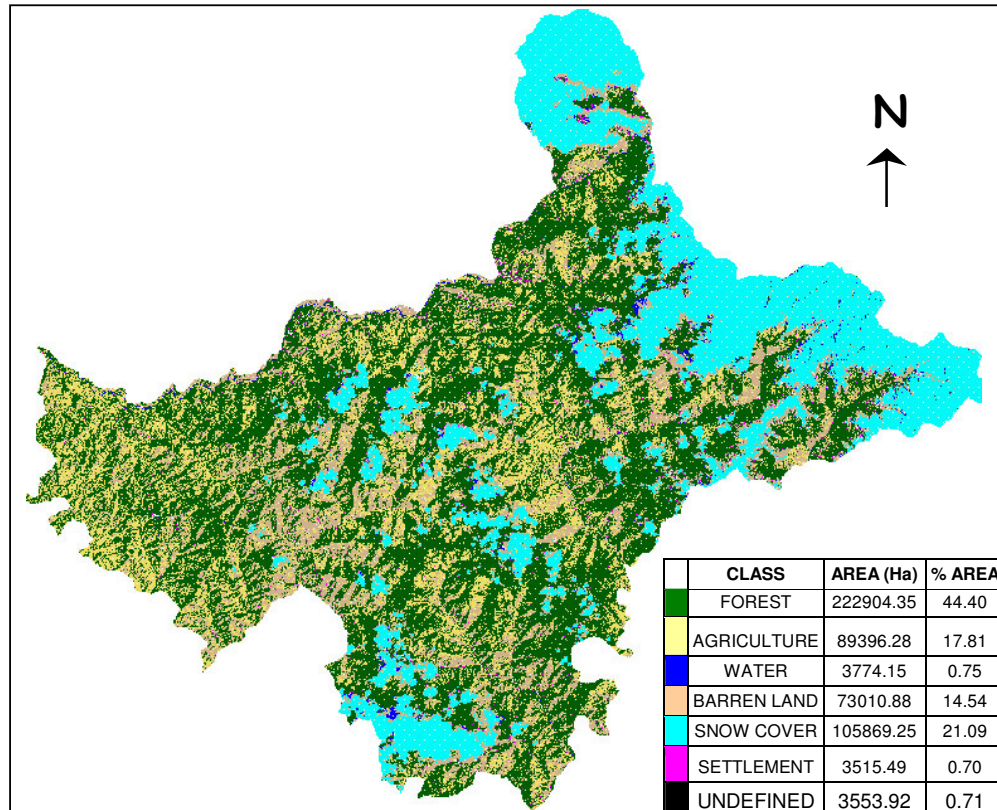 N
CLASS AREA (Ha) % AREA
FOREST 222904.35 44.40
AGRICULTURE 89396.28 17.81
WATER 3774.15 0.75
BARREN LAND 73010.88 14.54
SNOW COVER 105869.25 21.09
SETTLEMENT 3515.49 0.70
UNDEFINED 3553.92 0.71